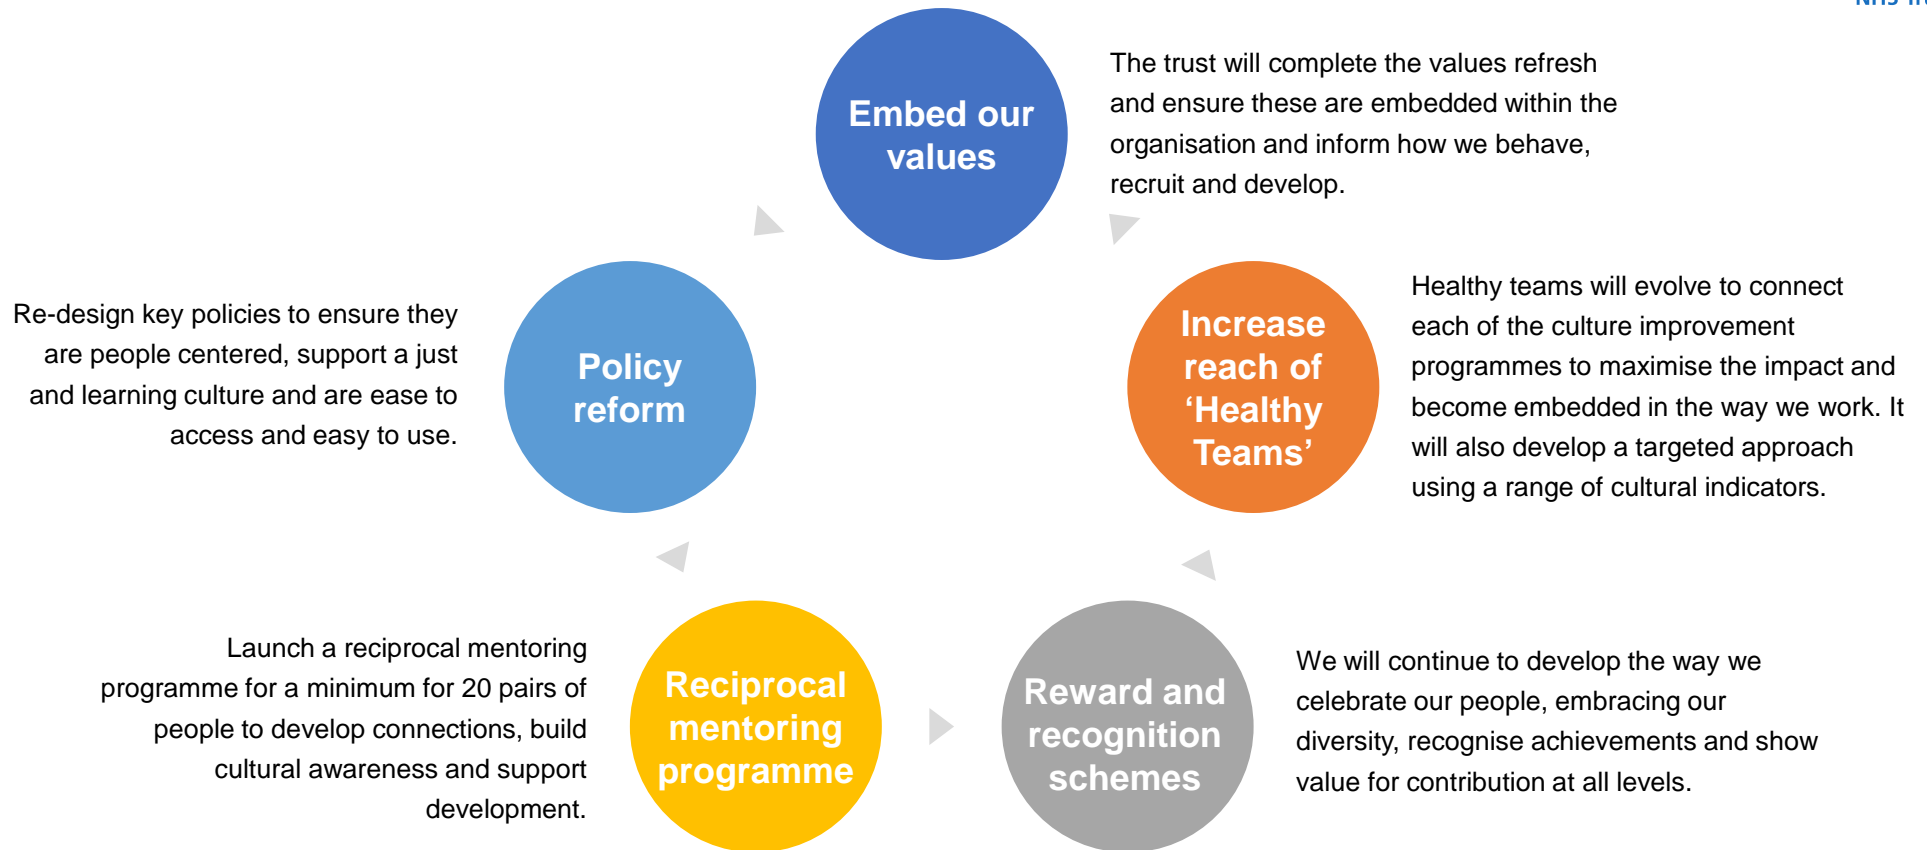 Embed our
values
The trust will complete the values refresh
and ensure these are embedded within the
organisation and inform how we behave,
recruit and develop.
Increase
reach of
‘Healthy
Teams’
Healthy teams will evolve to connect
each of the culture improvement
programmes to maximise the impact and
become embedded in the way we work. It
will also develop a targeted approach
using a range of cultural indicators.
Reward and
recognition
schemes
We will continue to develop the way we
celebrate our people, embracing our
diversity, recognise achievements and show
value for contribution at all levels.
Reciprocal
mentoring
programme
Launch a reciprocal mentoring
programme for a minimum for 20 pairs of
people to develop connections, build
cultural awareness and support
development.
Policy
reform
Re-design key policies to ensure they
are people centered, support a just
and learning culture and are ease to
access and easy to use.